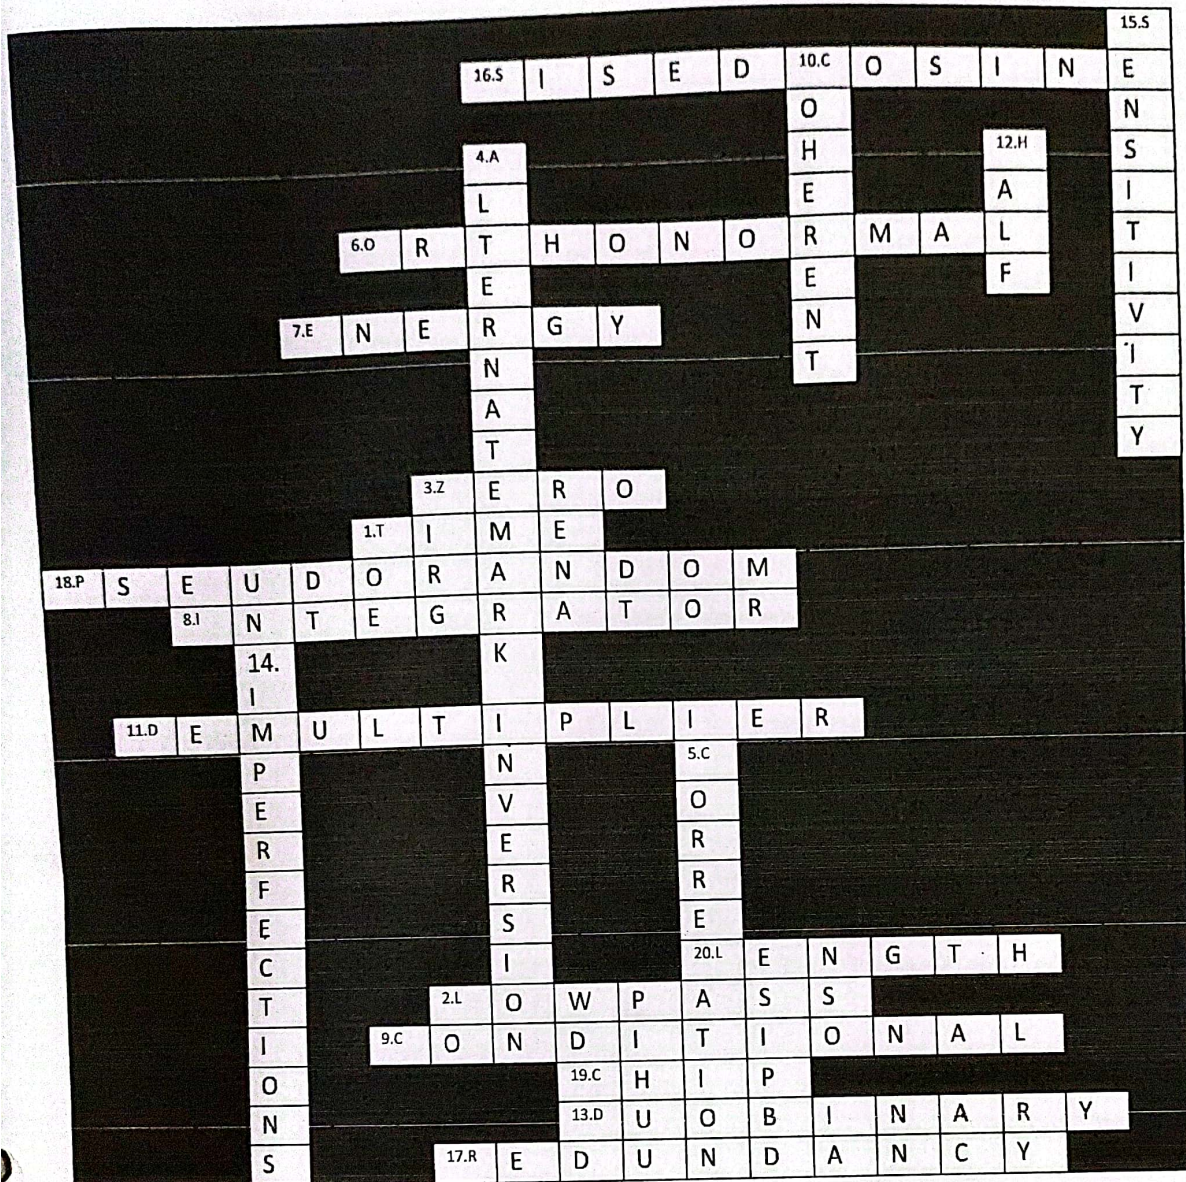 15.S
16.S I S E D 10.C O S I N E
O N
4.A H 12.H S
L E A I
6.O R T H O N O R M A L T
E E F I
7.E N E R G Y N V
N T I
A T
T Y
3.Z E R O
1.T I M E
18.P S E U D O R A N D O M
8.I N T E G R A T O R
14. K
I
11.D E M U L T I P L I E R
P N 5.C
E V O
R E R
F R R
E S E
C I 20.L E N G T H
T 2.L O W P A S S
I 9.C O N D I T I O N A L
O 19.C H I P
N 13.D U O B I N A R Y
S 17.R E D U N D A N C Y